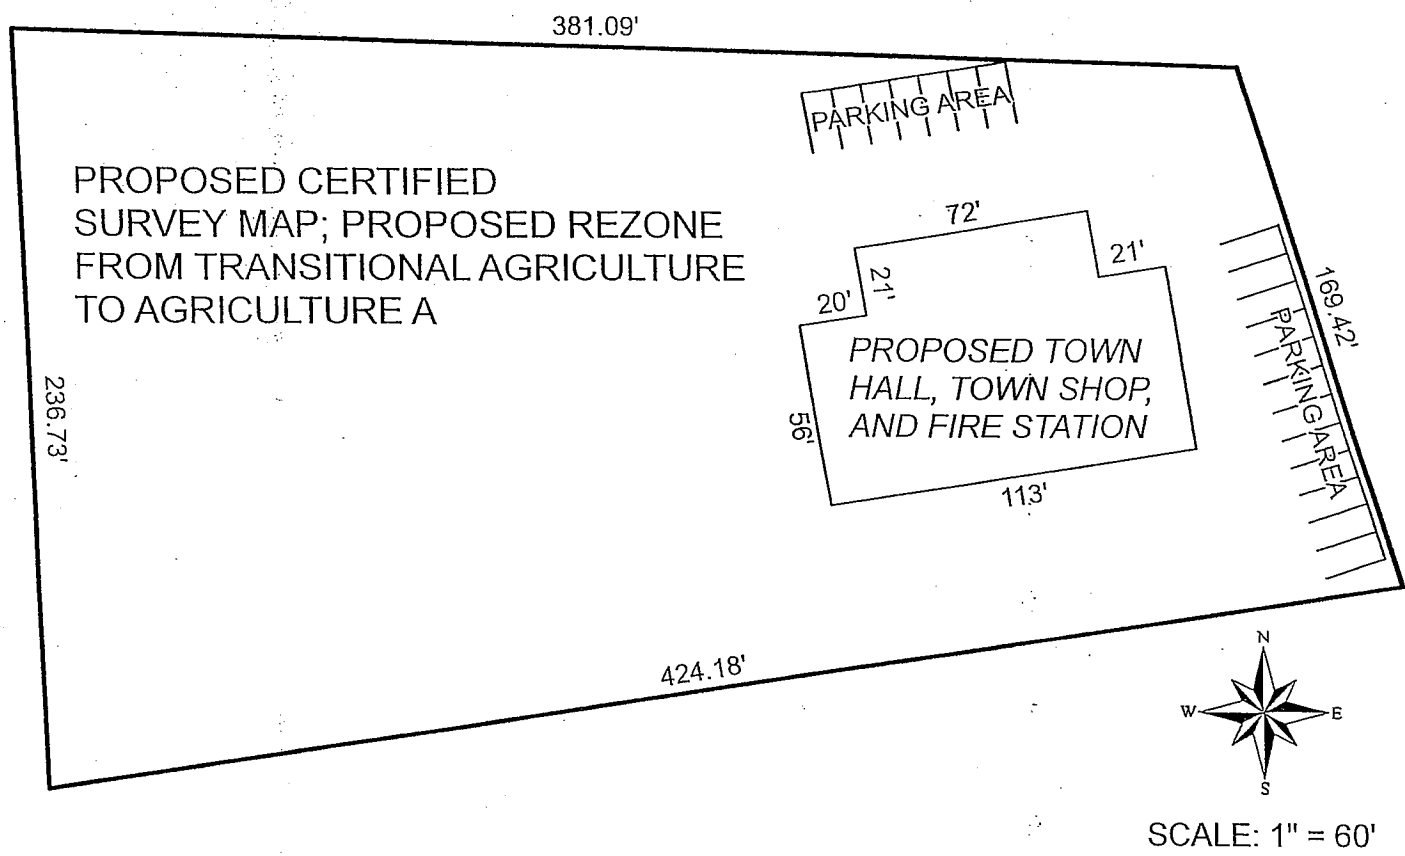 381.09'
PARKING AREA
PROPOSED CERTIFIED
SURVEY MAP; PROPOSED REZONE
FROM TRANSITIONAL AGRICULTURE
TO AGRICULTURE A
72'
21'
21'
20'
169.42'
PARKING AREA
PROPOSED TOWN
HALL, TOWN SHOP,
AND FIRE STATION
236.73'
56'
113'
424.18'
N
W
E
S
SCALE: 1" = 60'